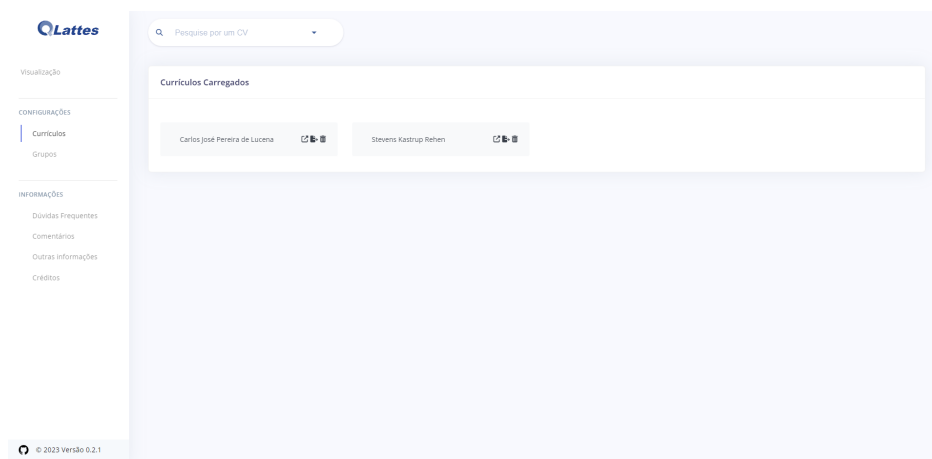 QLattes
Pesquise por um CV
Visualização
Currículos Carregados
CONFIGURAÇÕES
Currículos
Carlos José Pereira de Lucena
Stevens Kastrup Rehen
Grupos
INFORMAÇÕES
Dúvidas Frequentes
Comentários
Outras informações
Créditos
© 2023 Versão 0.2.1